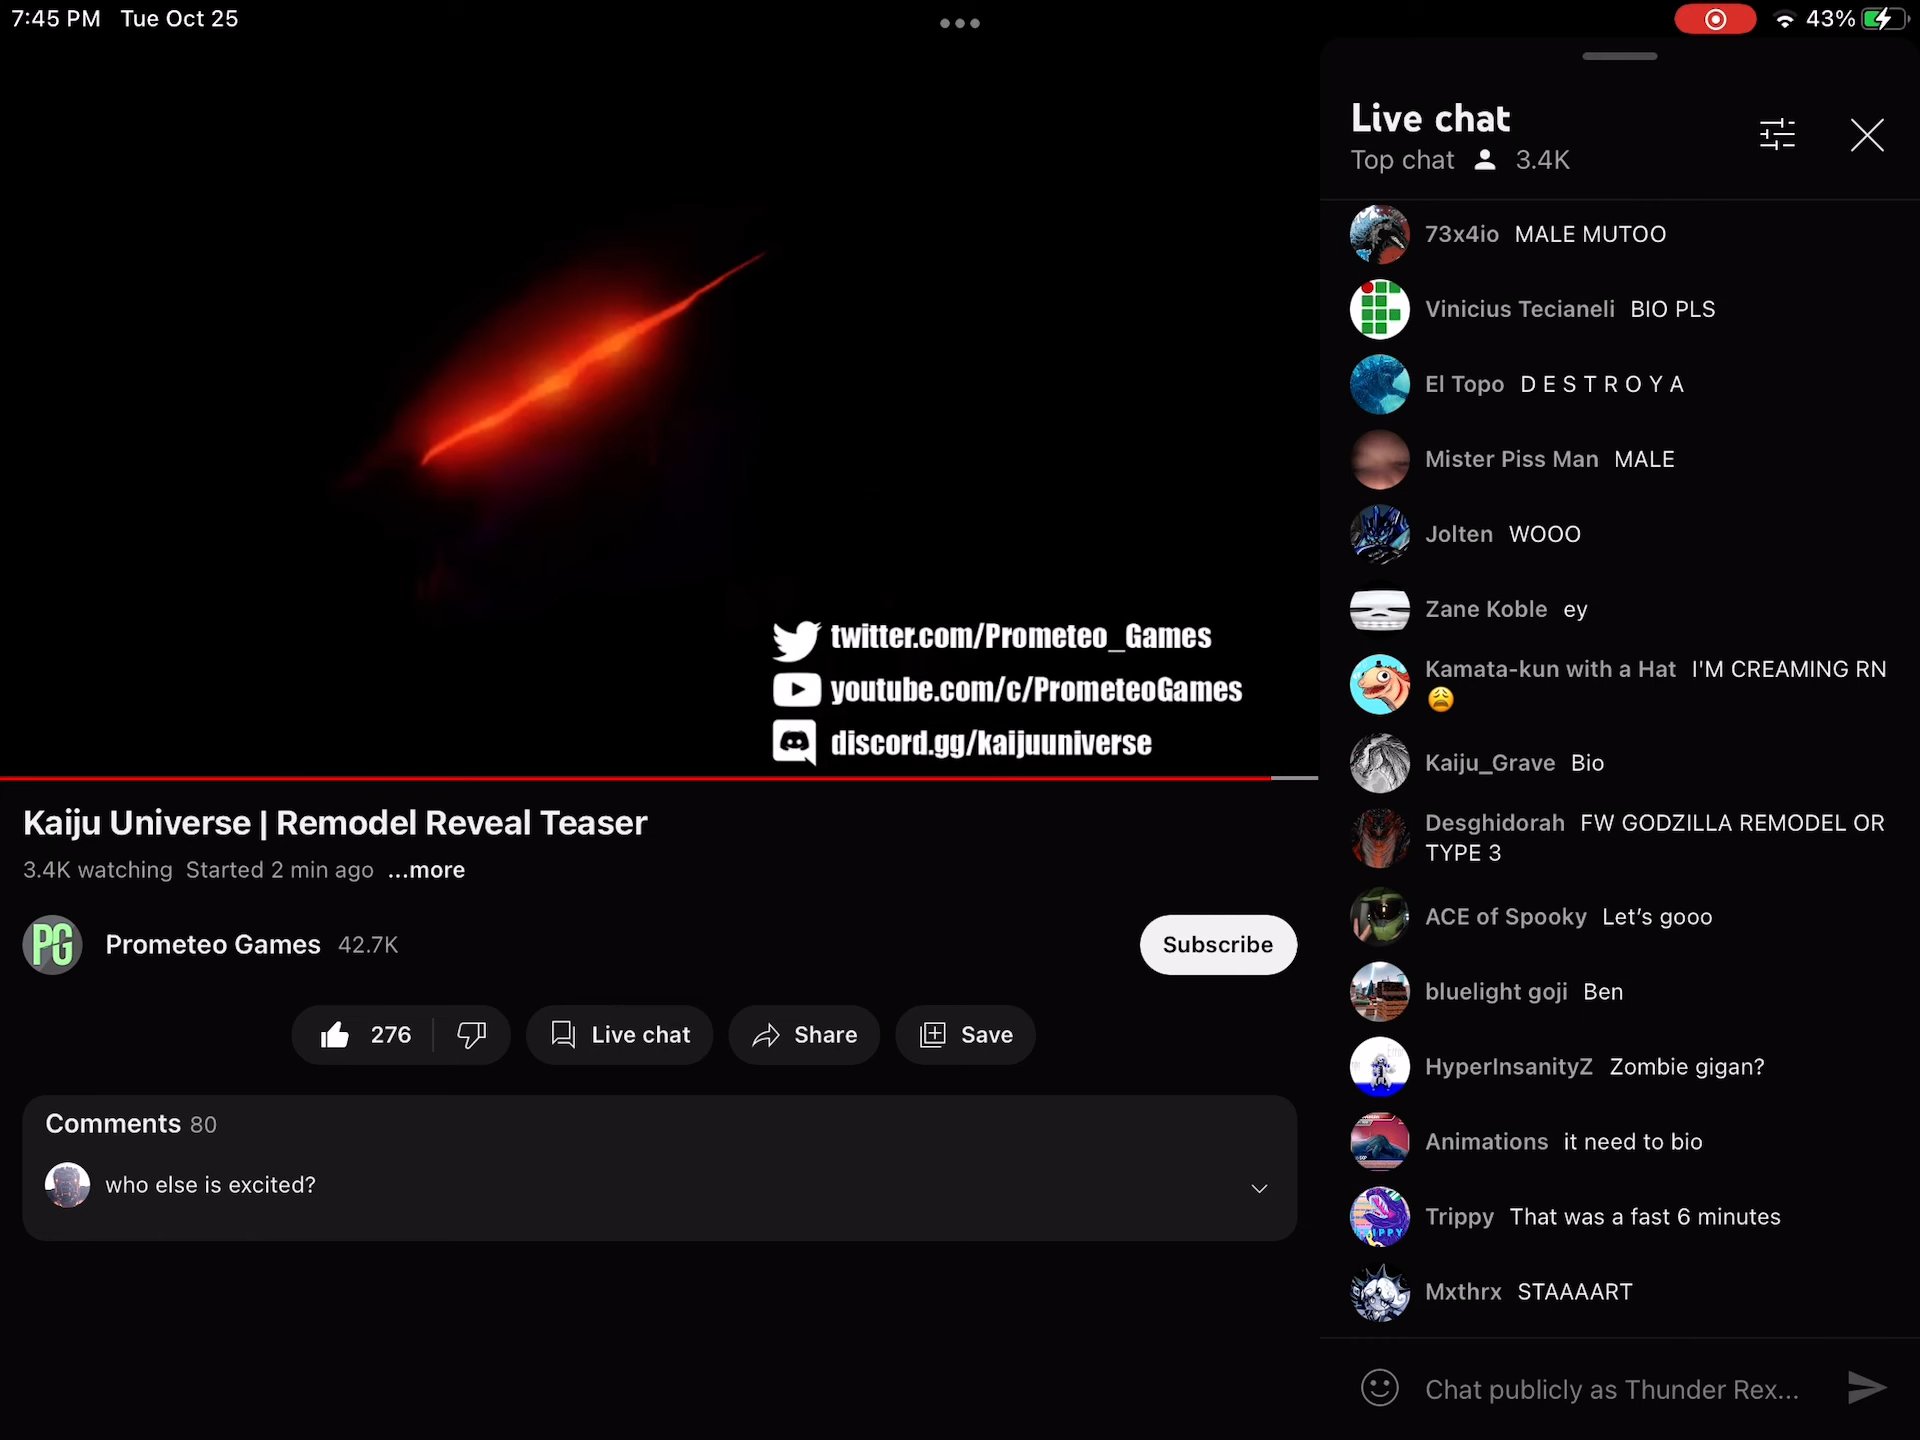 7:45 PM Tue Oct 25
43%
twitter.com/Prometeo_Games
youtube.com/c/PrometeoGames
discord.gg/kaijuuniverse
Kaiju Universe | Remodel Reveal Teaser
3.4K watching Started 2 min ago ...more
PG
Prometeo Games 42.7K
Subscribe
276
Live chat
Share
Save
Comments 80
who else is excited?
Live chat
Top chat 3.4K
73x4io MALE MUTOO
Vinicius Tecianeli BIO PLS
El Topo D E S T R O Y A
Mister Piss Man MALE
Jolten WOOO
Zane Koble ey
Kamata-kun with a Hat I'M CREAMING RN
😩
Kaiju_Grave Bio
Desghidorah FW GODZILLA REMODEL OR
TYPE 3
ACE of Spooky Let’s gooo
bluelight goji Ben
HyperInsanityZ Zombie gigan?
Animations it need to bio
Trippy That was a fast 6 minutes
Mxthrx STAAAART
Chat publicly as Thunder Rex...